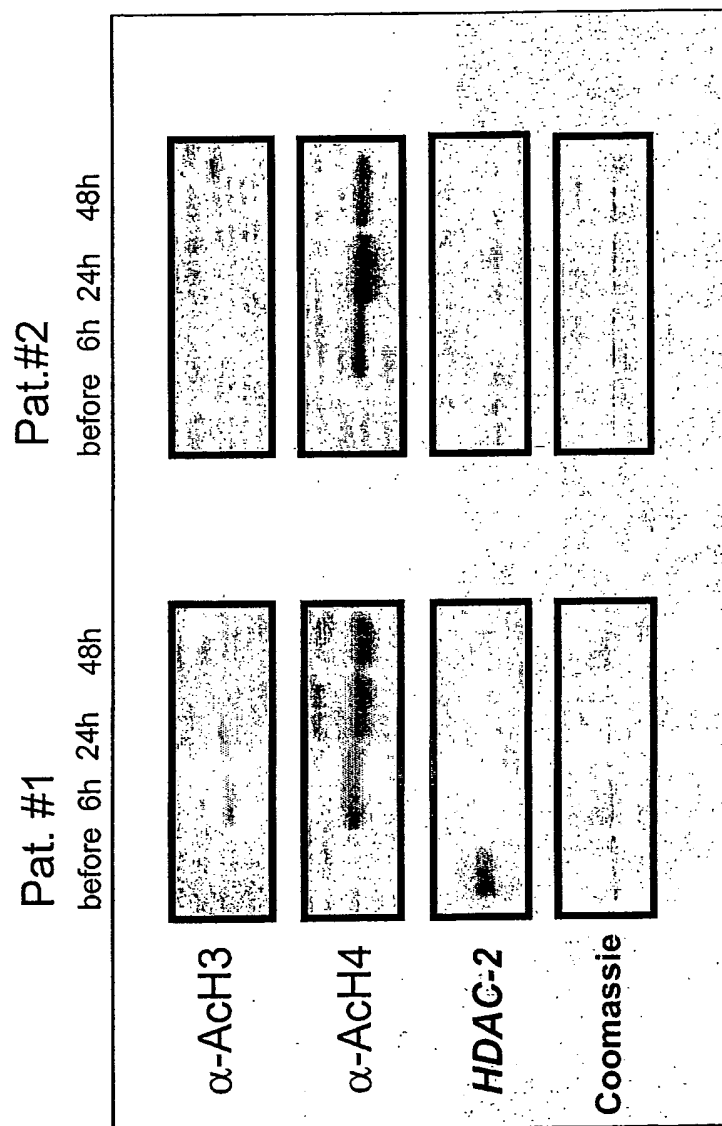 Pat. #1
before 6h 24h 48h
Pat.#2
before 6h 24h 48h
α-AcH3
α-AcH4
HDAC-2
Coomassie